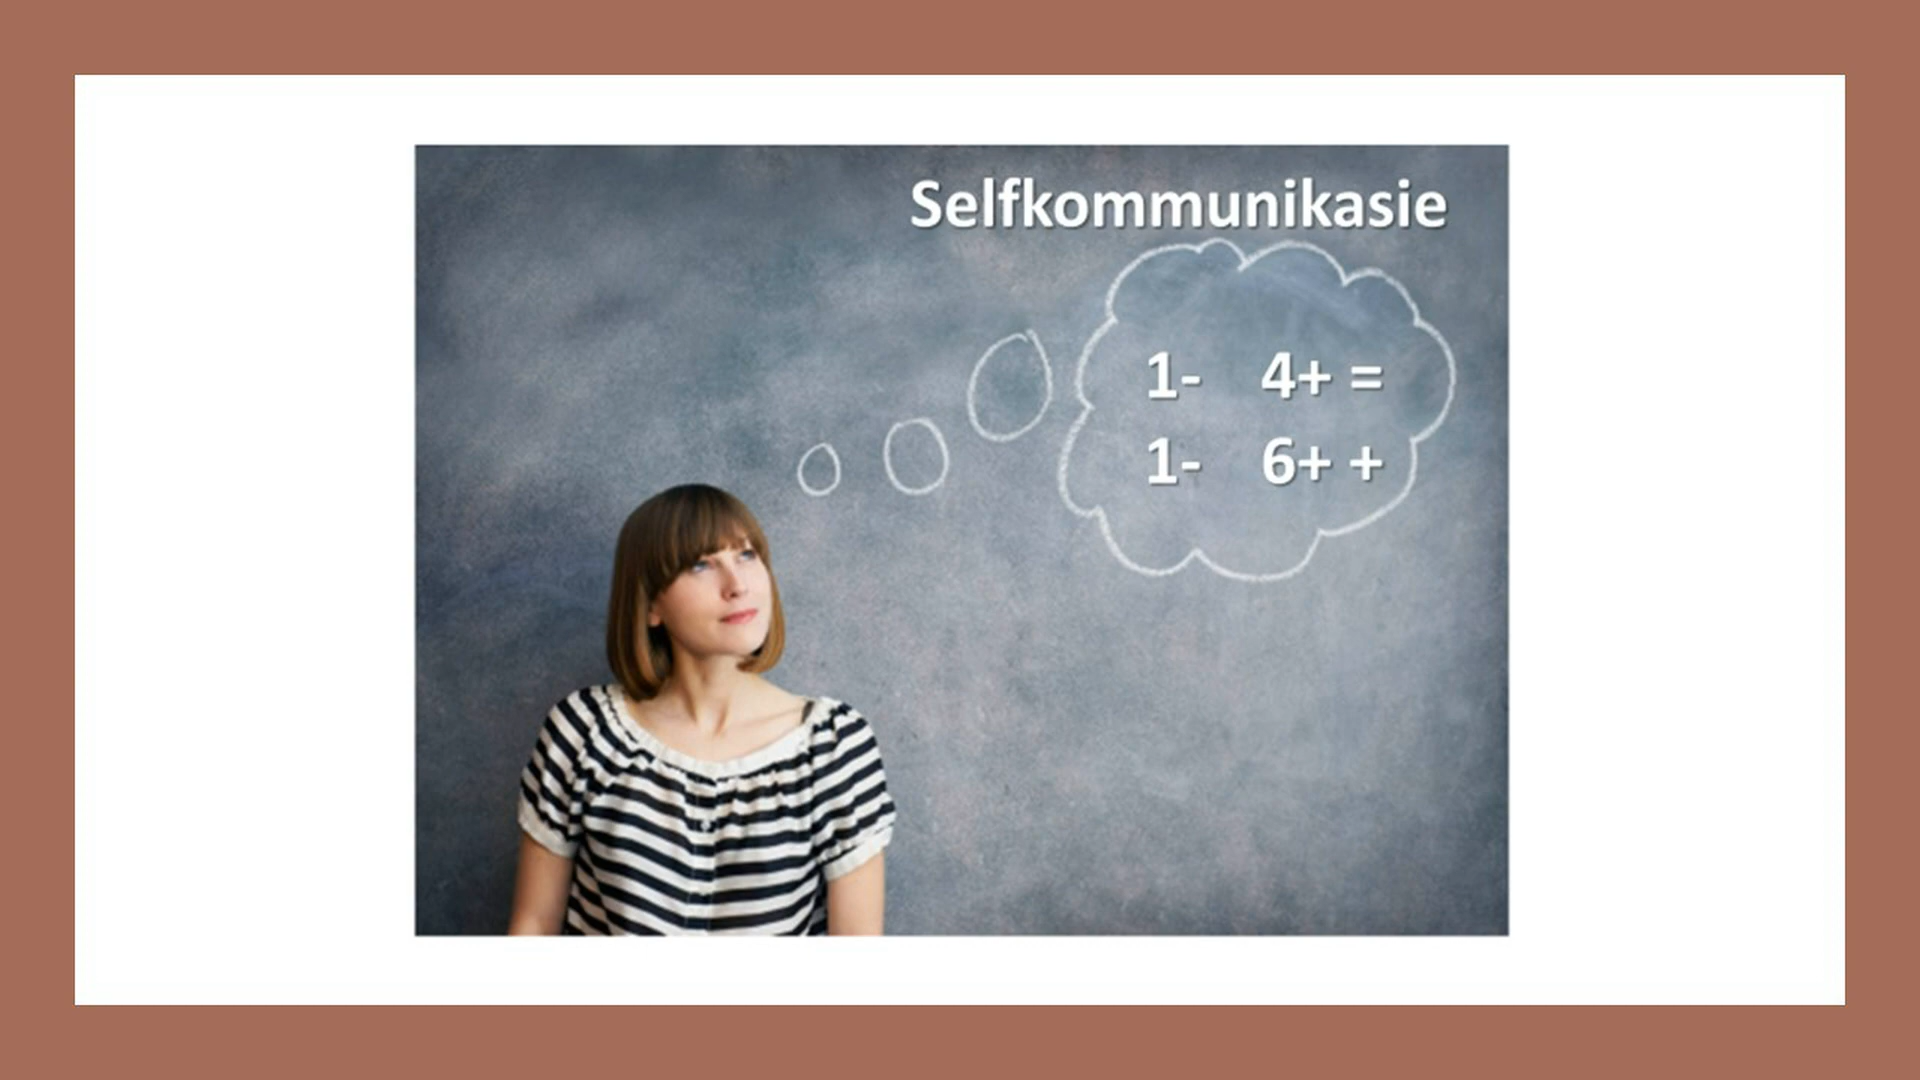 Selfkommunikasie
1- 4+ =
1- 6+ +